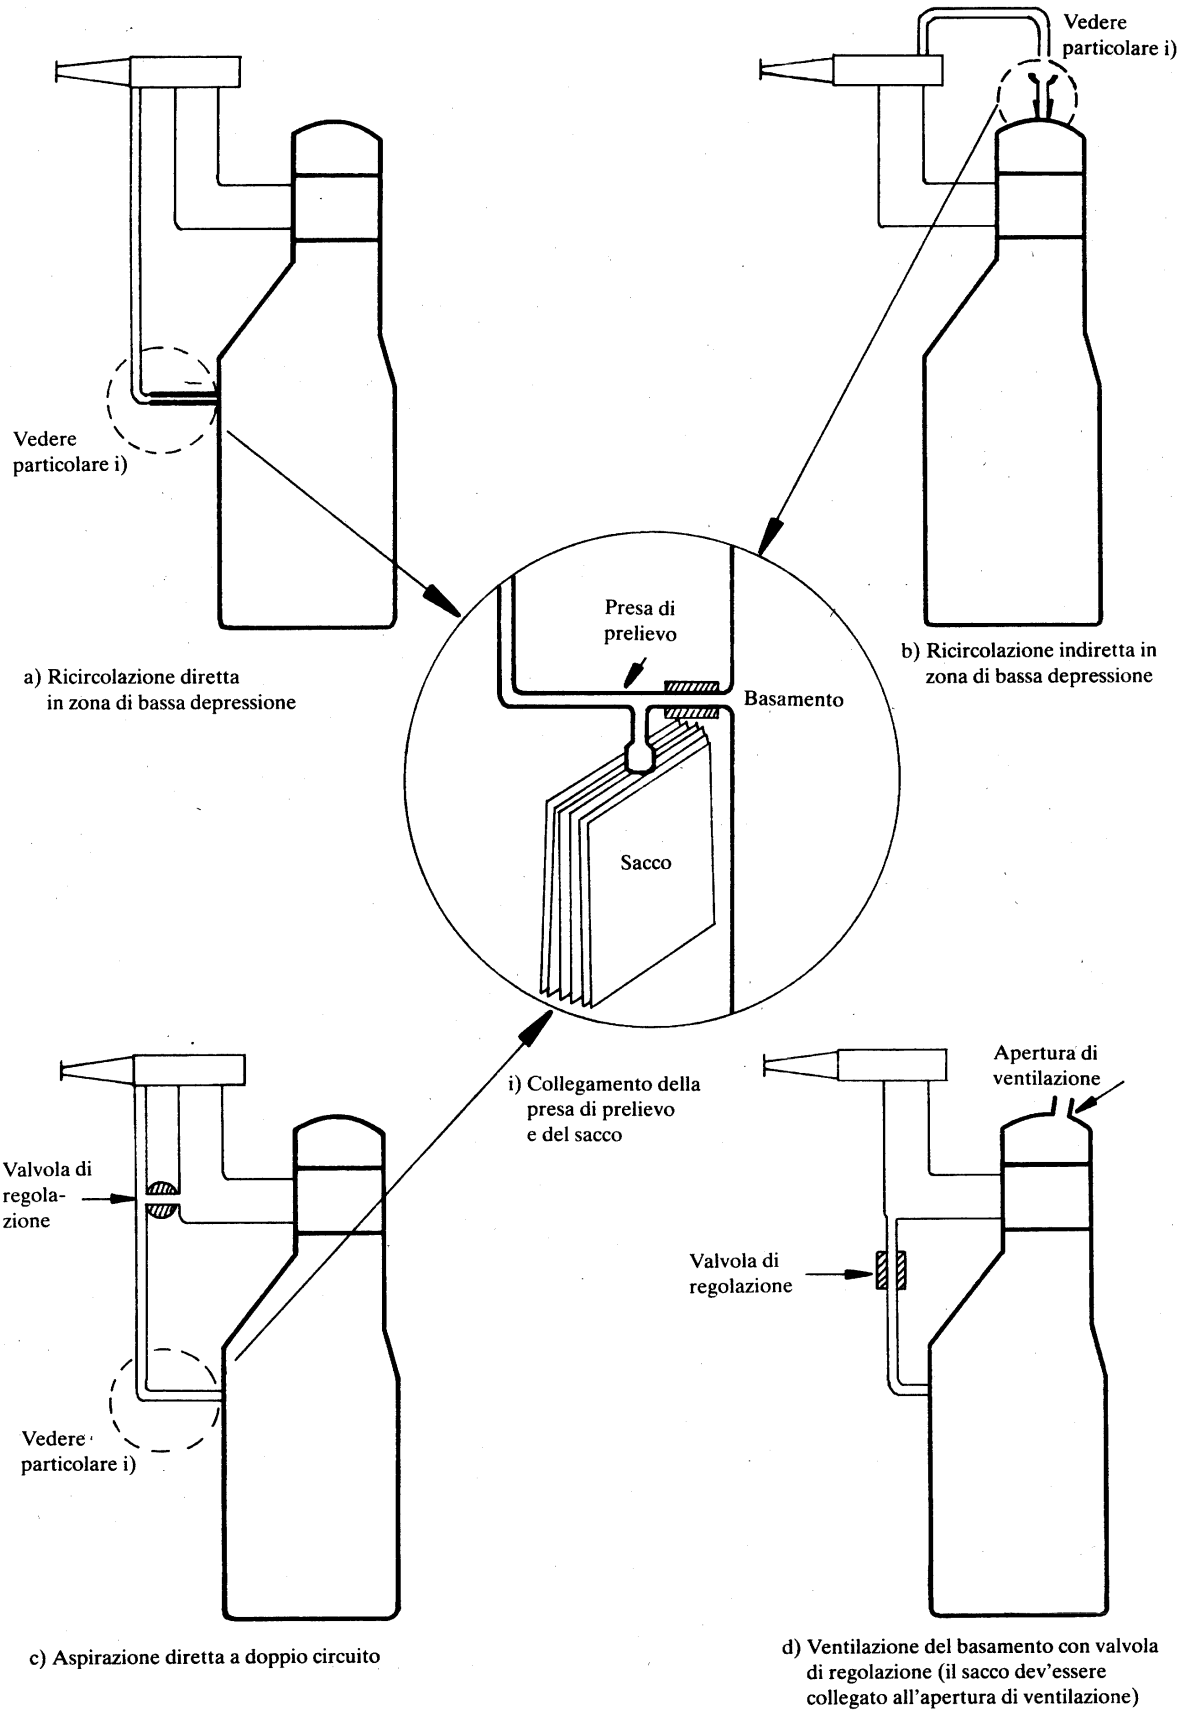 Vedere
particolare i)
Vedere
particolare i)
a) Ricircolazione diretta
in zona di bassa depressione
b) Ricircolazione indiretta in
zona di bassa depressione
Presa di
prelievo
Basamento
Sacco
i) Collegamento della
presa di prelievo
e del sacco
Valvola di
regola-
zione
Vedere
particolare i)
c) Aspirazione diretta a doppio circuito
Apertura di
ventilazione
Valvola di
regolazione
d) Ventilazione del basamento con valvola
di regolazione (il sacco dev'essere
collegato all'apertura di ventilazione)